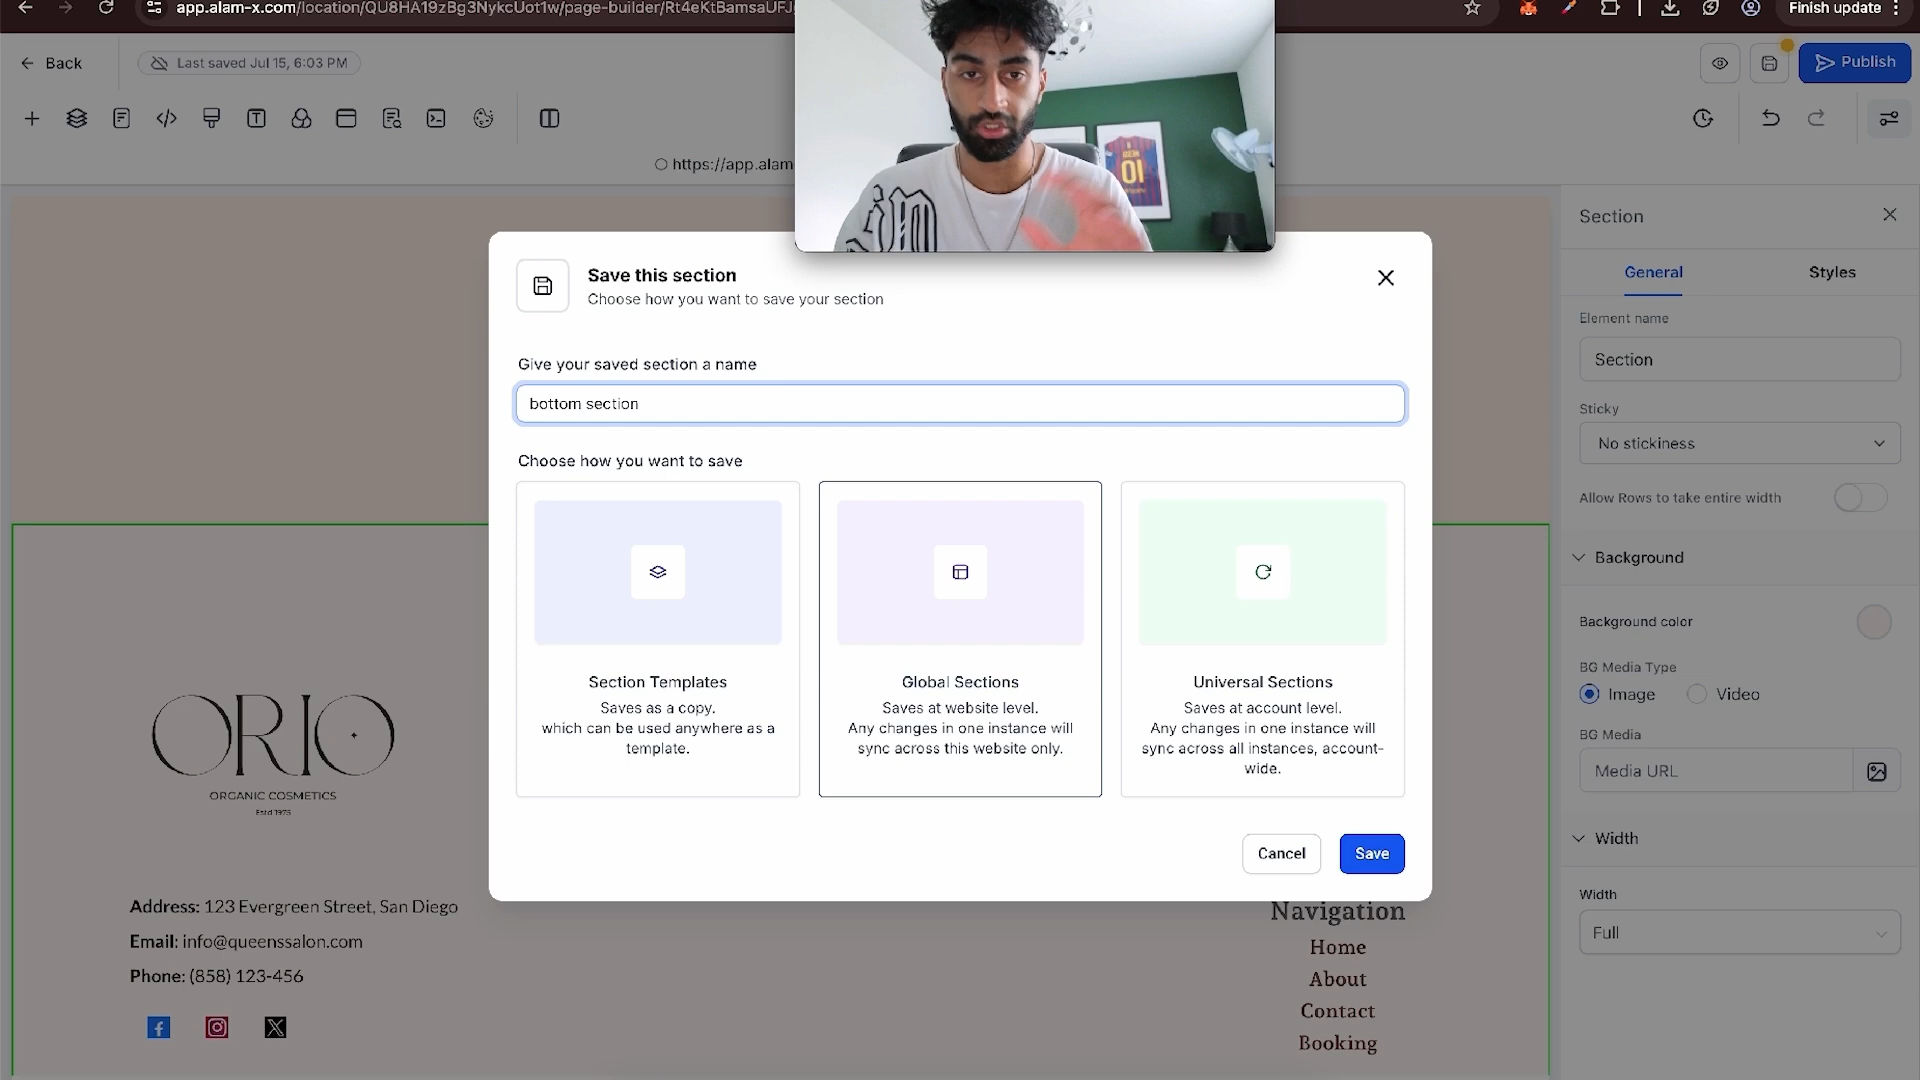 app.alam-x.com/location/QU8HA19zBg3NykcUot1w/page-builder/Rt4eKtBamsaUFJ
Finish update
Back
Last saved Jul 15, 6:03 PM
Publish
https://app.alam-
Save this section
Choose how you want to save your section
Give your saved section a name
bottom section
Choose how you want to save
Section Templates
Saves as a copy.
which can be used anywhere as a
template.
Global Sections
Saves at website level.
Any changes in one instance will
sync across this website only.
Universal Sections
Saves at account level.
Any changes in one instance will
sync across all instances, account-
wide.
Cancel
Save
Section
General
Styles
Element name
Section
Sticky
No stickiness
Allow Rows to take entire width
Background
Background color
BG Media Type
Image
Video
BG Media
Media URL
Width
Width
Full
ORIO
ORGANIC COSMETICS
Estd 1975
Address: 123 Evergreen Street, San Diego
Email: info@queenssalon.com
Phone: (858) 123-456
Navigation
Home
About
Contact
Booking